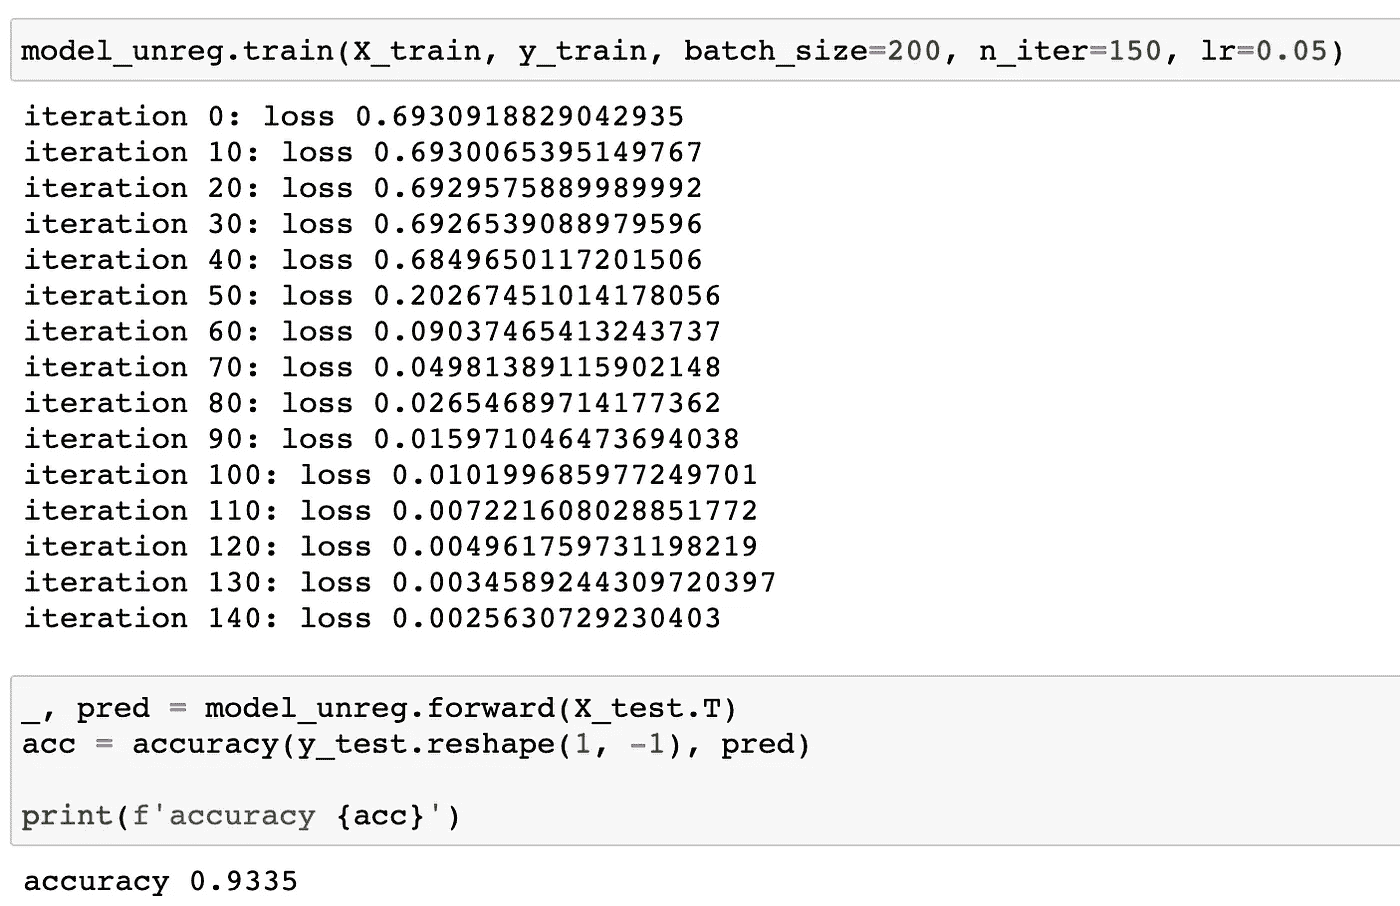 model_unreg.train(X_train, y_train, batch_size=200, n_iter=150, lr=0.05)
iteration 0: loss 0.6930918829042935
iteration 10: loss 0.6930065395149767
iteration 20: loss 0.6929575889989992
iteration 30: loss 0.6926539088979596
iteration 40: loss 0.6849650117201506
iteration 50: loss 0.20267451014178056
iteration 60: loss 0.09037465413243737
iteration 70: loss 0.04981389115902148
iteration 80: loss 0.02654689714177362
iteration 90: loss 0.015971046473694038
iteration 100: loss 0.010199685977249701
iteration 110: loss 0.007221608028851772
iteration 120: loss 0.004961759731198219
iteration 130: loss 0.0034589244309720397
iteration 140: loss 0.0025630729230403
_, pred = model_unreg.forward(X_test.T)
acc = accuracy(y_test.reshape(1, -1), pred)
print(f'accuracy {acc}')
accuracy 0.9335